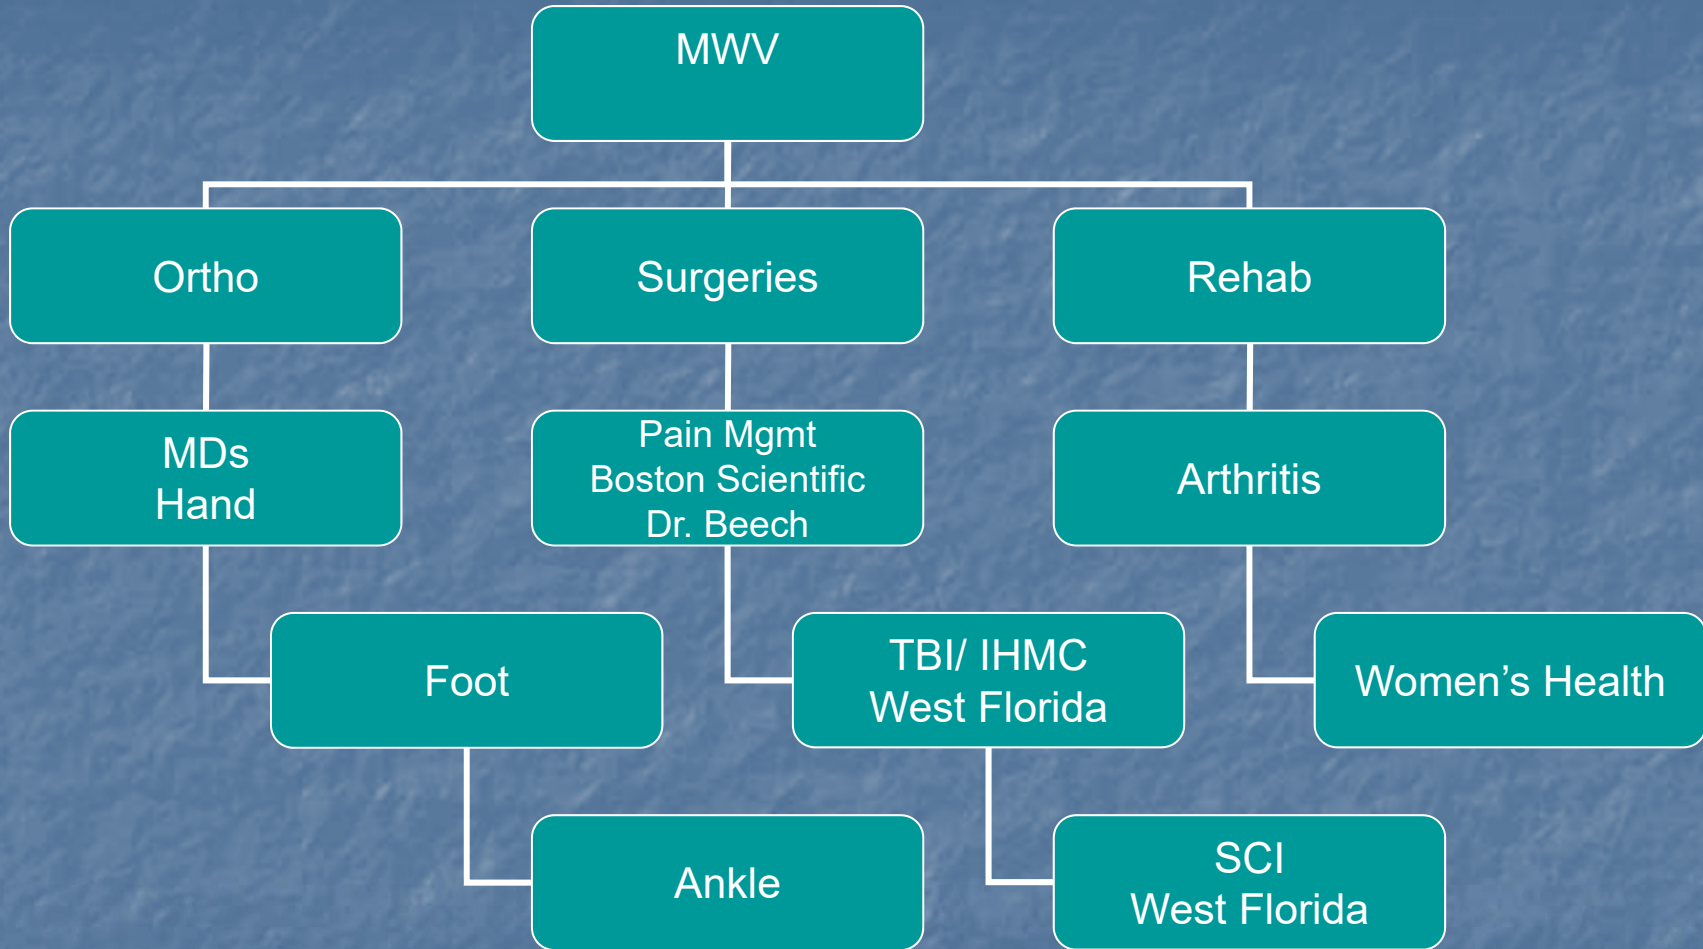 MWV
Ortho
Surgeries
Rehab
MDs
Hand
Pain Mgmt
Boston Scientific
Dr. Beech
Arthritis
Foot
TBI/ IHMC
West Florida
Women’s Health
Ankle
SCI
West Florida